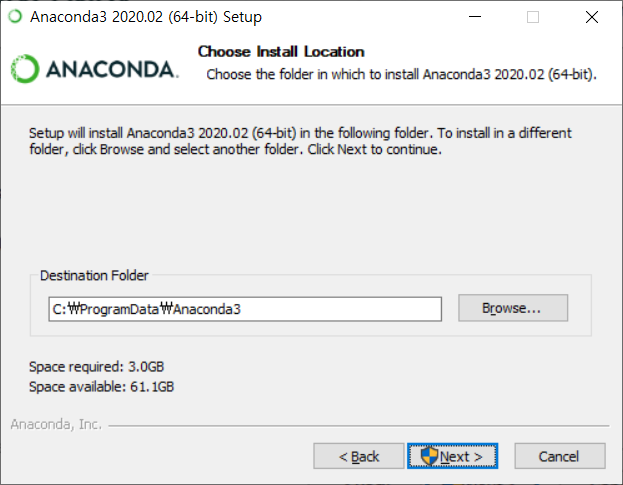 Anaconda3 2020.02 (64-bit) Setup
ANACONDA.
Choose Install Location
Choose the folder in which to install Anaconda3 2020.02 (64-bit).
Setup will install Anaconda3 2020.02 (64-bit) in the following folder. To install in a different
folder, click Browse and select another folder. Click Next to continue.
Destination Folder
C:₩ProgramData₩Anaconda3
Browse...
Space required: 3.0GB
Space available: 61.1GB
Anaconda, Inc.
< Back
Next >
Cancel